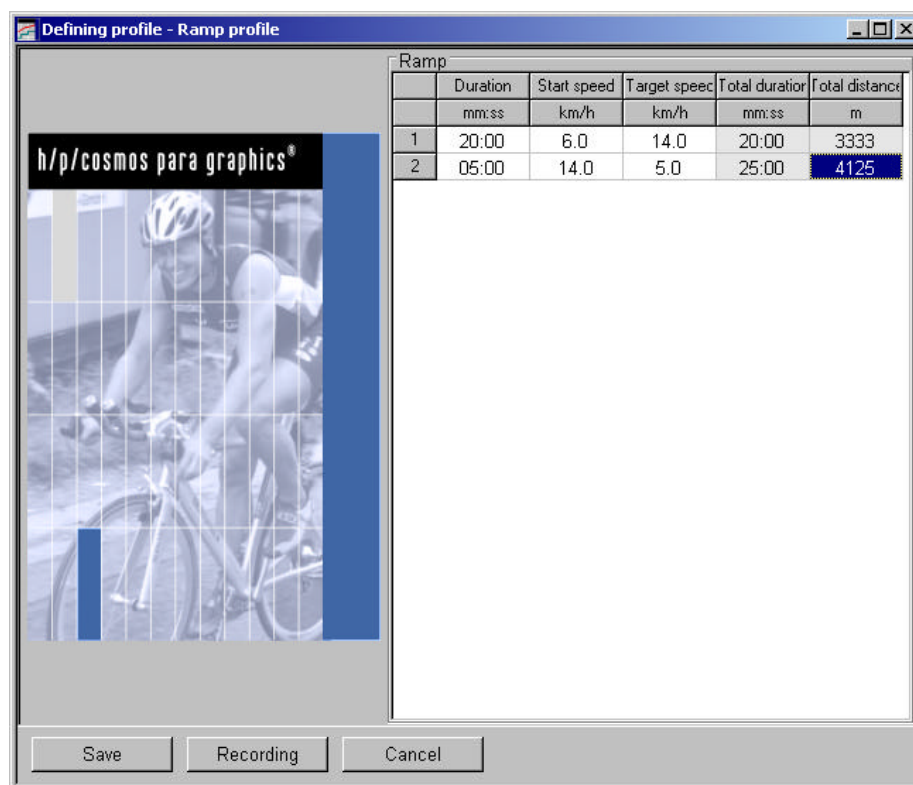 Defining profile - Ramp profile
h/p/cosmos para graphics®
Ramp
Duration Start speed Target speed Total duration Total distance
mm:ss km/h km/h mm:ss m
1 20:00 6.0 14.0 20:00 3333
2 05:00 14.0 5.0 25:00 4125
Save Recording Cancel